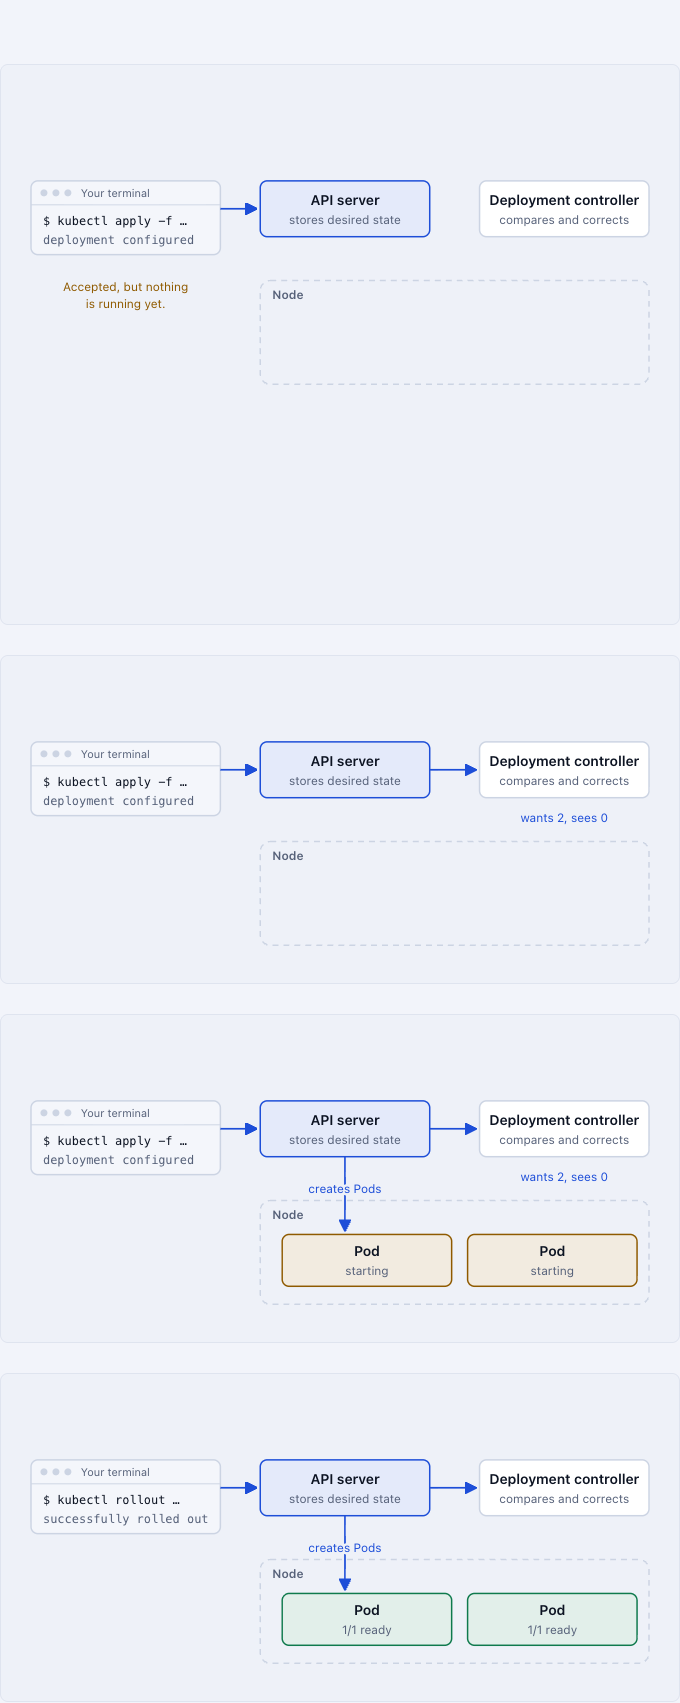 Your terminal
$ kubectl apply –f …
deployment configured
API server
stores desired state
Deployment controller
compares and corrects
Accepted, but nothing
is running yet.
Node
Your terminal
$ kubectl apply –f …
deployment configured
API server
stores desired state
Deployment controller
compares and corrects
wants 2, sees 0
Node
Your terminal
$ kubectl apply –f …
deployment configured
API server
stores desired state
Deployment controller
compares and corrects
wants 2, sees 0
creates Pods
Node
Pod
starting
Pod
starting
Your terminal
$ kubectl rollout …
successfully rolled out
API server
stores desired state
Deployment controller
compares and corrects
creates Pods
Node
Pod
1/1 ready
Pod
1/1 ready